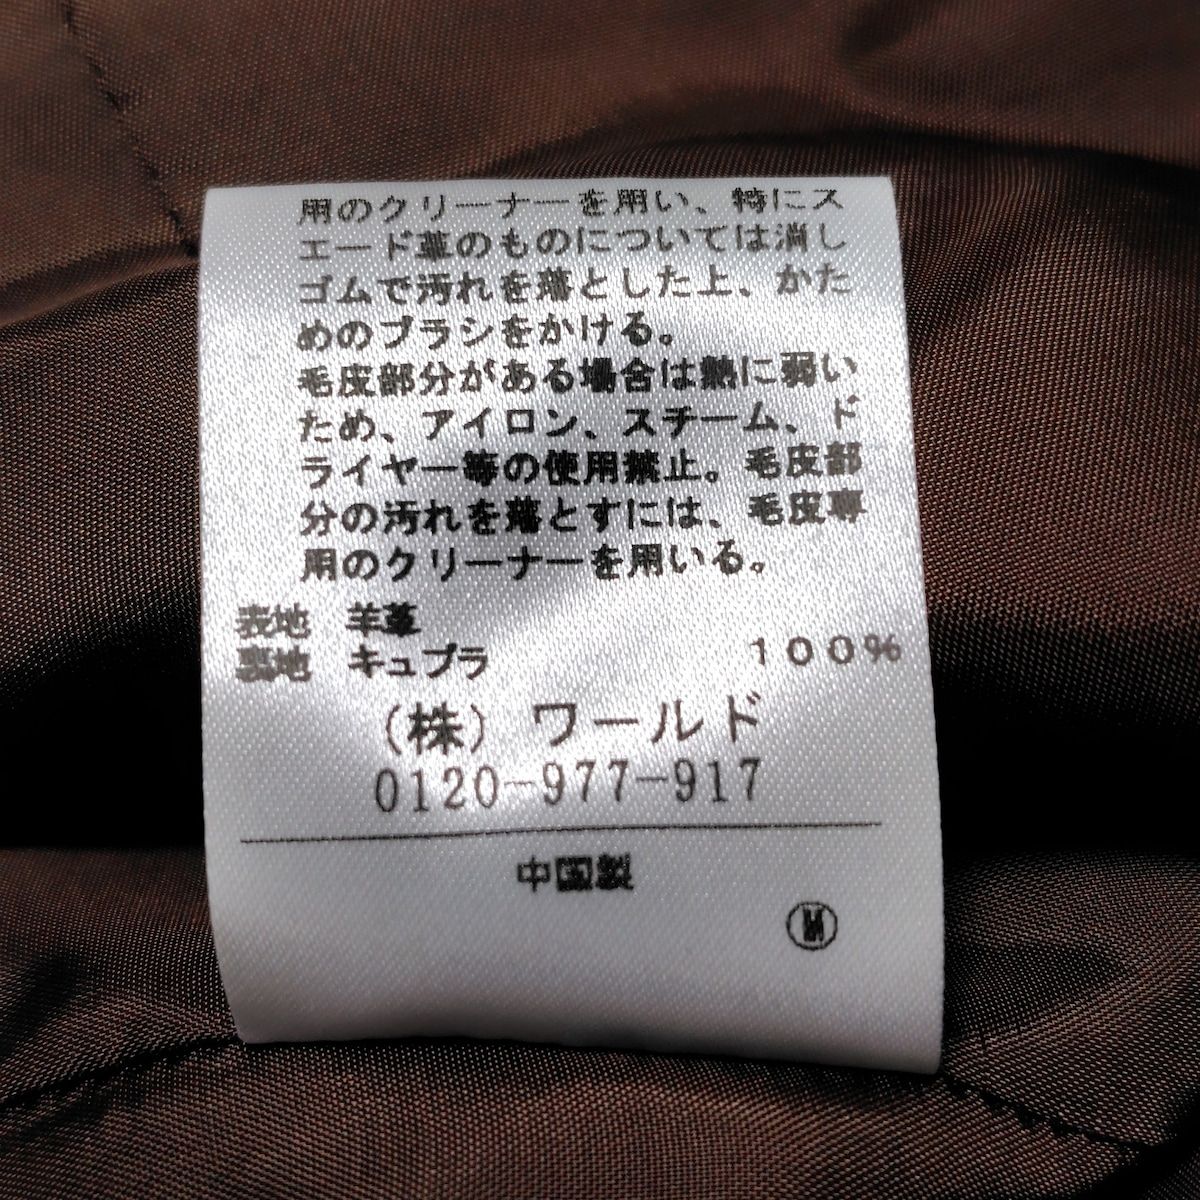 用のクリーナーを用い、特にス
エード革のものについては消し
ゴムで汚れを落とした上、かた
めのブラシをかける。
毛皮部分がある場合は熱に弱い
ため、アイロン、スチーム、ド
ライヤー等の使用禁止。毛皮部
分の汚れを落とすには、毛皮専
用のクリーナーを用いる。
表地 羊革
裏地 キュプラ 100%
(株) ワールド
0120-977-917
中国製
Ⓜ